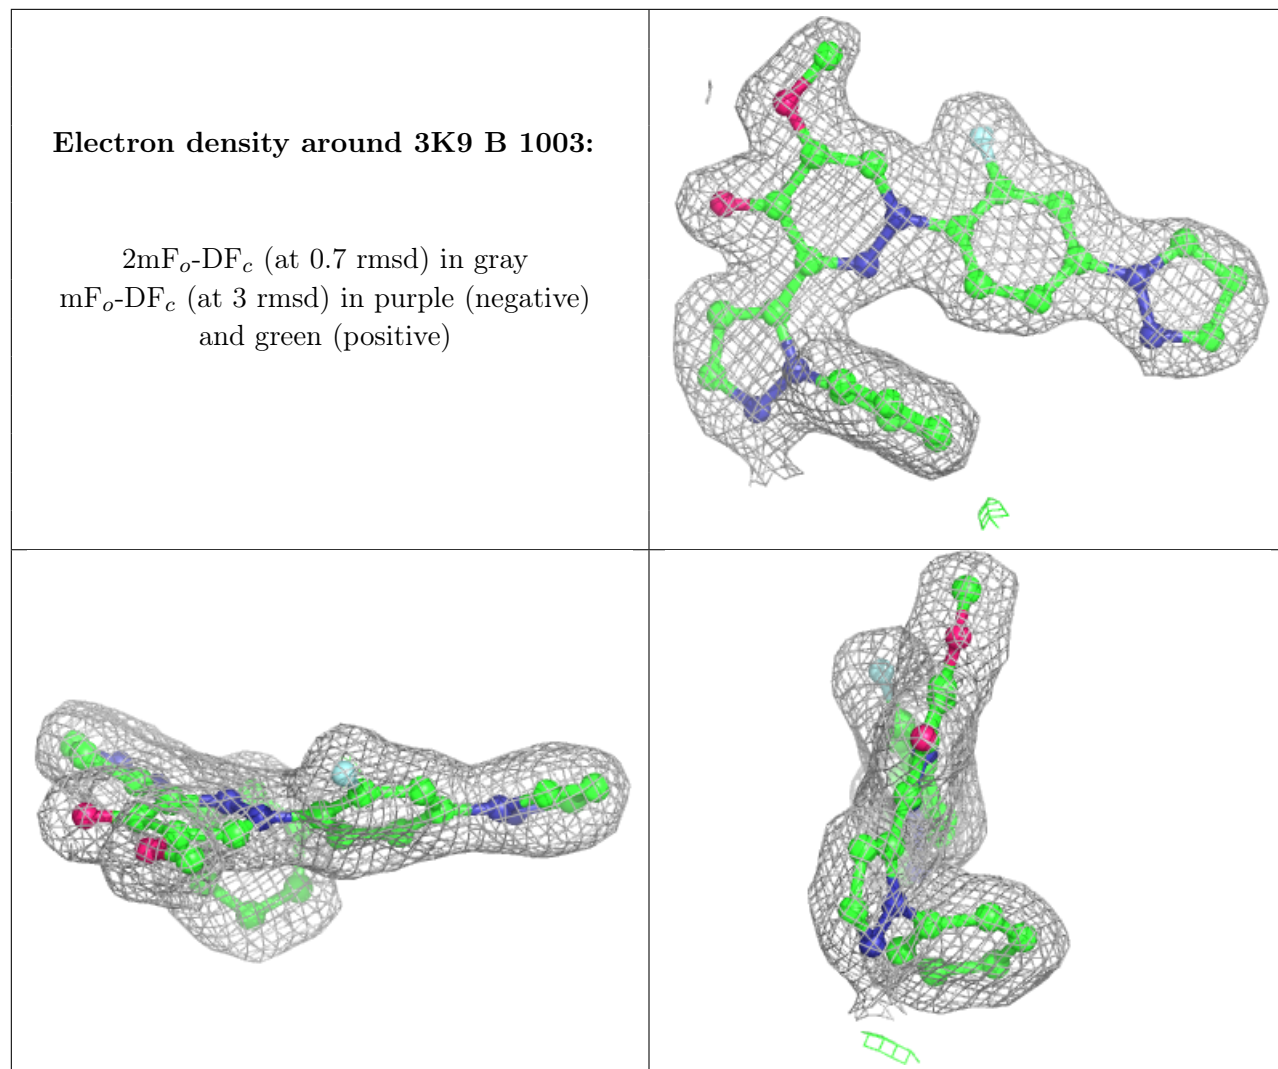 Electron density around 3K9 B 1003:
2mFo-DFc (at 0.7 rmsd) in gray
mFo-DFc (at 3 rmsd) in purple (negative)
and green (positive)